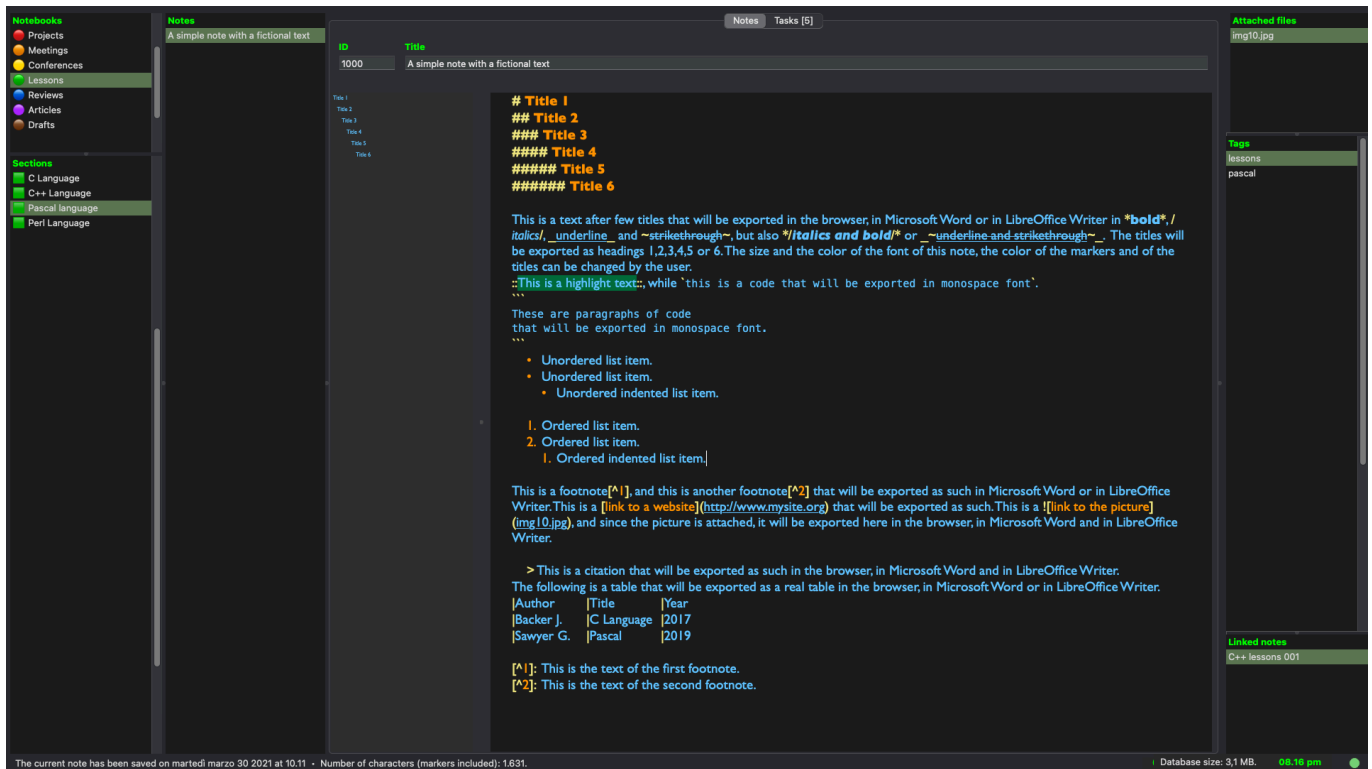 Notebooks
Projects
Meetings
Conferences
Lessons
Reviews
Articles
Drafts
Sections
C Language
C++ Language
Pascal language
Perl Language
Notes
A simple note with a fictional text
Notes Tasks [5]
ID Title
1000 A simple note with a fictional text
Title 1
Title 2
Title 3
Title 4
Title 5
Title 6
# Title 1
## Title 2
### Title 3
#### Title 4
##### Title 5
###### Title 6
This is a text after few titles that will be exported in the browser, in Microsoft Word or in LibreOffice Writer in *bold*, /
italics/, _underline_ and ~strikethrough~, but also */italics and bold/* or _~underline and strikethrough~_. The titles will
be exported as headings 1,2,3,4,5 or 6. The size and the color of the font of this note, the color of the markers and of the
titles can be changed by the user.
::This is a highlight text::, while `this is a code that will be exported in monospace font`.
```
These are paragraphs of code
that will be exported in monospace font.
```
• Unordered list item.
• Unordered list item.
• Unordered indented list item.
1. Ordered list item.
2. Ordered list item.
1. Ordered indented list item.
This is a footnote[^1], and this is another footnote[^2] that will be exported as such in Microsoft Word or in LibreOffice
Writer. This is a [link to a website](http://www.mysite.org) that will be exported as such. This is a ![link to the picture]
(img10.jpg), and since the picture is attached, it will be exported here in the browser, in Microsoft Word and in LibreOffice
Writer.
> This is a citation that will be exported as such in the browser, in Microsoft Word and in LibreOffice Writer.
The following is a table that will be exported as a real table in the browser, in Microsoft Word or in LibreOffice Writer.
|Author |Title |Year
|Backer J. |C Language |2017
|Sawyer G. |Pascal |2019
[^1]: This is the text of the first footnote.
[^2]: This is the text of the second footnote.
Attached files
img10.jpg
Tags
lessons
pascal
Linked notes
C++ lessons 001
The current note has been saved on martedì marzo 30 2021 at 10.11 • Number of characters (markers included): 1.631.
Database size: 3,1 MB. 08.16 pm